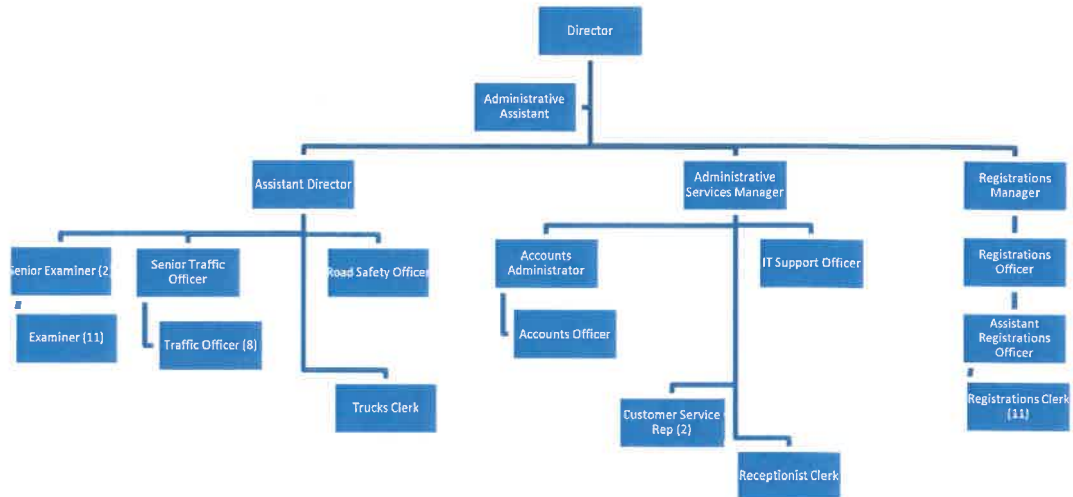 Director
Administrative
Assistant
Assistant Director
Administrative
Services Manager
Registrations
Manager
Senior Examiner (2)
Senior Traffic
Officer
Road Safety Officer
Accounts
Administrator
IT Support Officer
Registrations
Officer
Examiner (11)
Traffic Officer (8)
Accounts Officer
Assistant
Registrations
Officer
Trucks Clerk
Customer Service
Rep (2)
Registrations Clerk
(11)
Receptionist Clerk